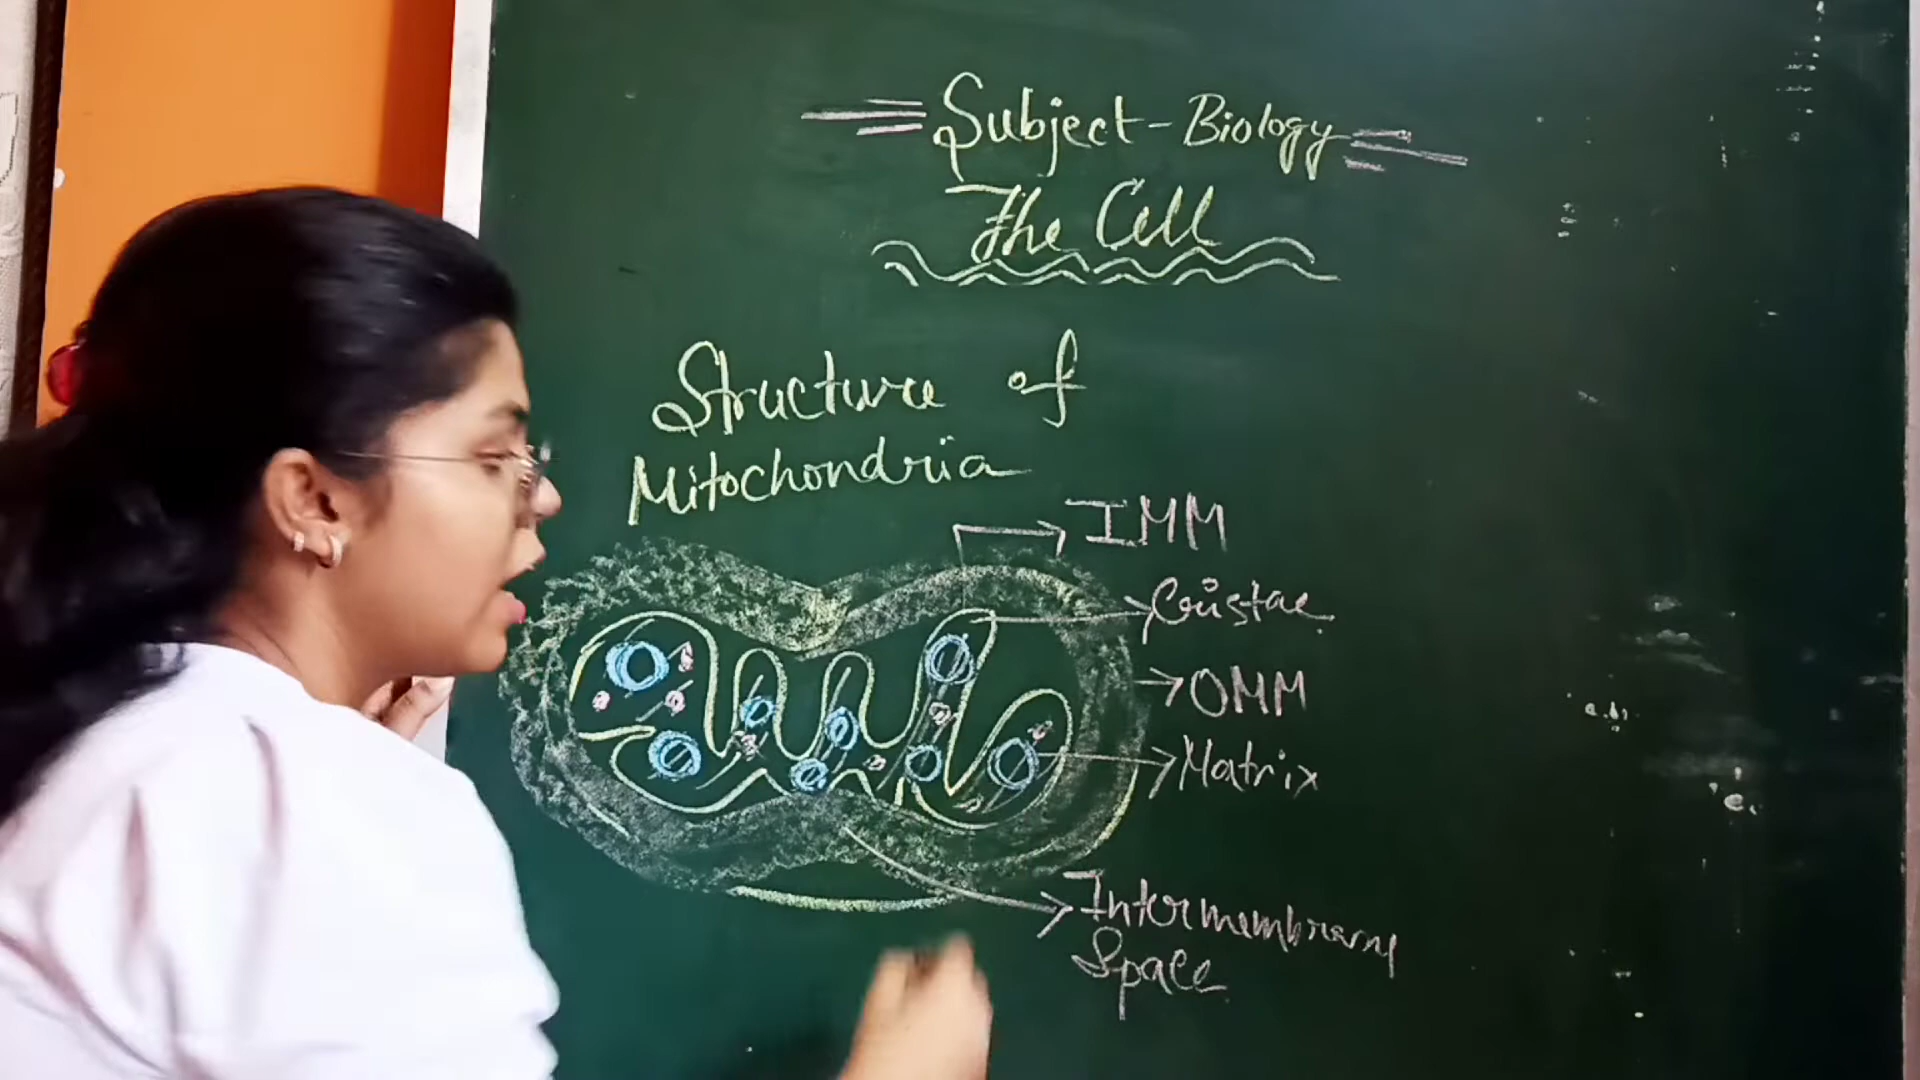 Subject - Biology
The Cell
Structure of
Mitochondria
IMM
Cristae
OMM
Matrix
Intermembrane
Space